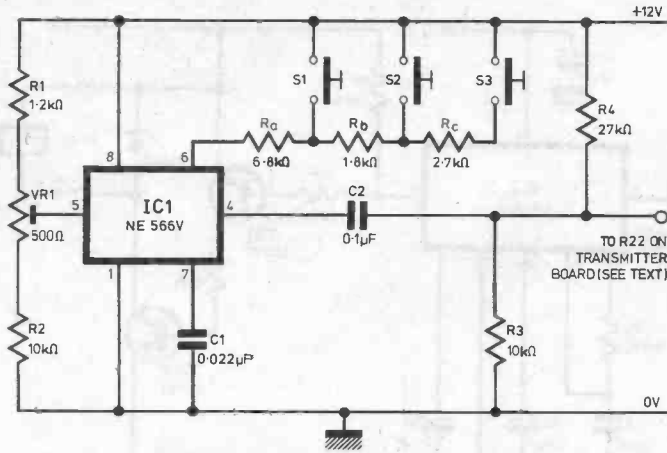 +12V
R1
1·2kΩ
S1
S2
S3
R4
27kΩ
Ra
5·8kΩ
Rb
1·8kΩ
Rc
2·7kΩ
8
6
VR1
500Ω
5
IC1
NE 566V
4
C2
0·1µF
TO R22 ON
TRANSMITTER
BOARD (SEE TEXT)
1
7
R2
10kΩ
C1
0·022µF
R3
10kΩ
0V